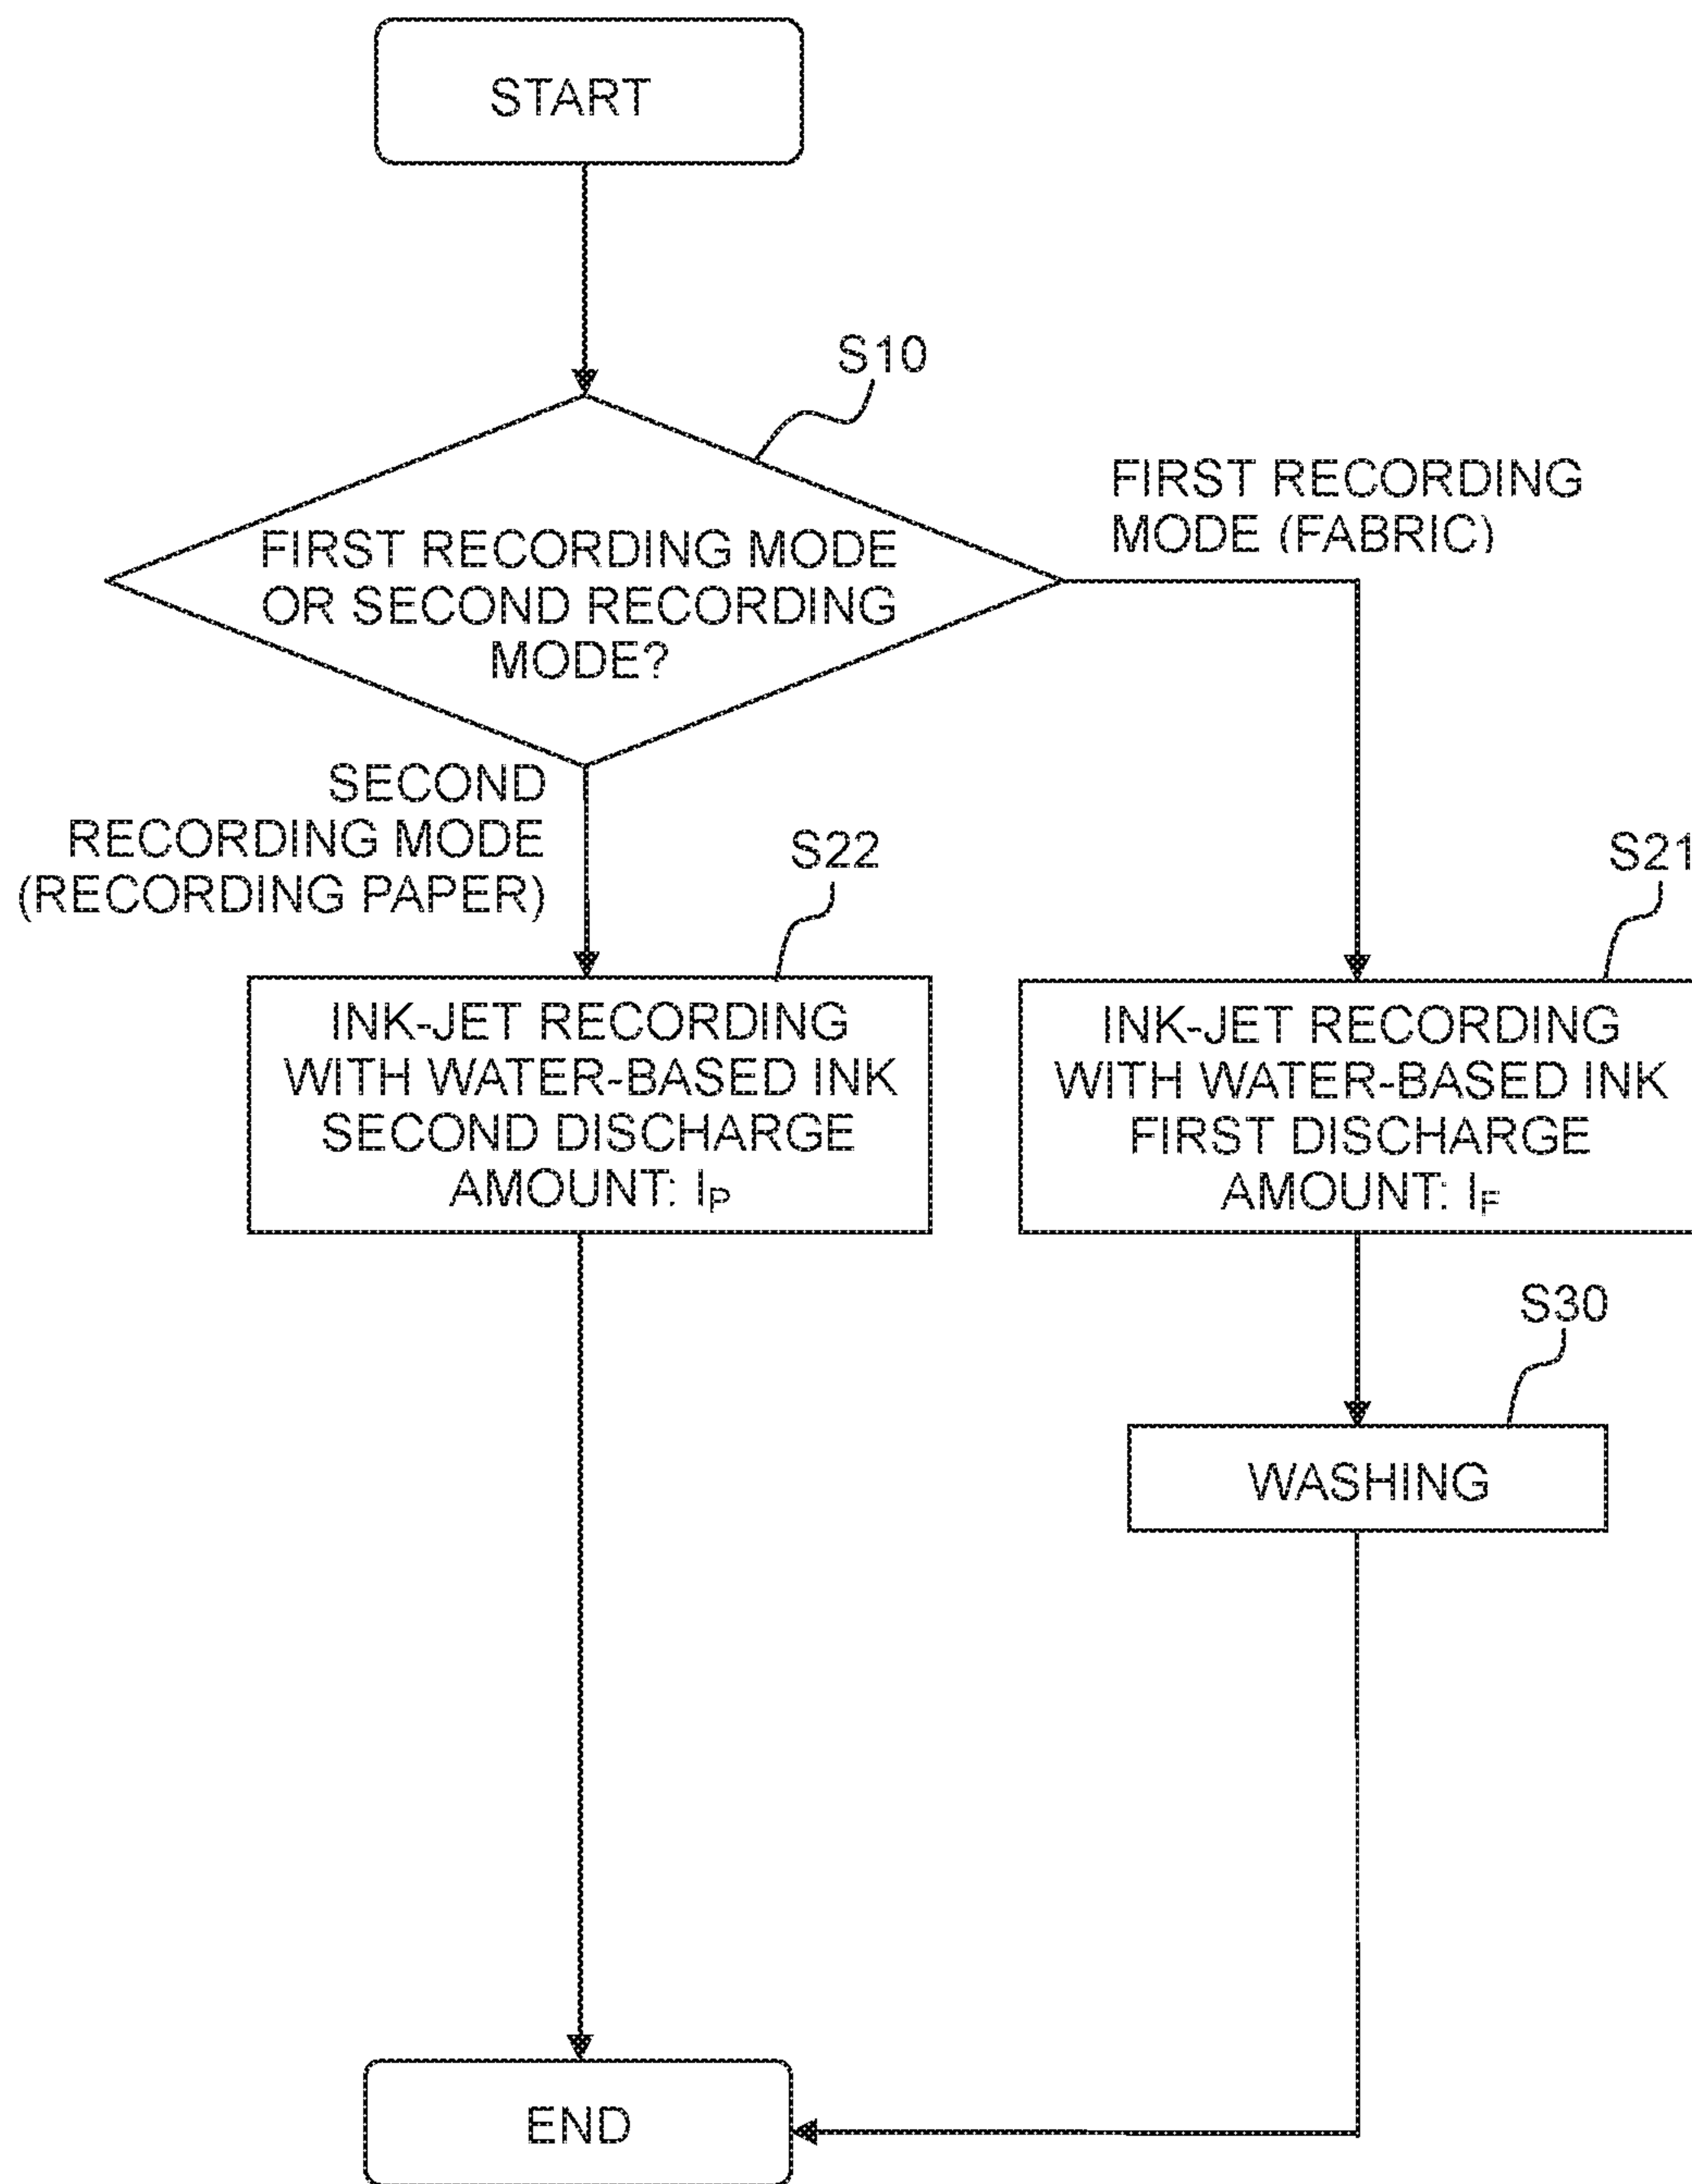 START
S10
FIRST RECORDING MODE
OR SECOND RECORDING
MODE?
FIRST RECORDING
MODE (FABRIC)
SECOND
RECORDING MODE
(RECORDING PAPER)
S22
INK-JET RECORDING
WITH WATER-BASED INK
SECOND DISCHARGE
AMOUNT: IP
S21
INK-JET RECORDING
WITH WATER-BASED INK
FIRST DISCHARGE
AMOUNT: IF
S30
WASHING
END